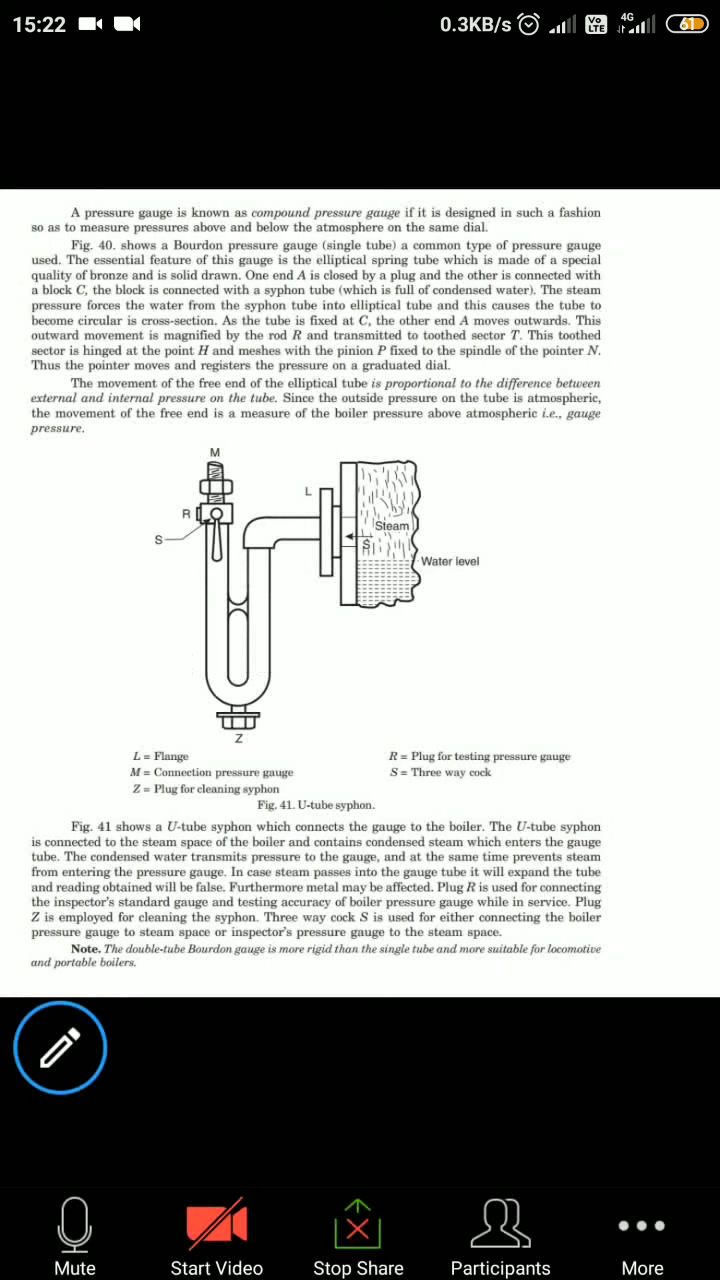 15:22 0.3KB/s Vo LTE 4G 61
A pressure gauge is known as compound pressure gauge if it is designed in such a fashion
so as to measure pressures above and below the atmosphere on the same dial.
Fig. 40. shows a Bourdon pressure gauge (single tube) a common type of pressure gauge
used. The essential feature of this gauge is the elliptical spring tube which is made of a special
quality of bronze and is solid drawn. One end A is closed by a plug and the other is connected with
a block C, the block is connected with a syphon tube (which is full of condensed water). The steam
pressure forces the water from the syphon tube into elliptical tube and this causes the tube to
become circular is cross-section. As the tube is fixed at C, the other end A moves outwards. This
outward movement is magnified by the rod R and transmitted to toothed sector T. This toothed
sector is hinged at the point H and meshes with the pinion P fixed to the spindle of the pointer N.
Thus the pointer moves and registers the pressure on a graduated dial.
The movement of the free end of the elliptical tube is proportional to the difference between
external and internal pressure on the tube. Since the outside pressure on the tube is atmospheric,
the movement of the free end is a measure of the boiler pressure above atmospheric i.e., gauge
pressure.
M
L
R
Steam
S
S
Water level
Z
L = Flange R = Plug for testing pressure gauge
M = Connection pressure gauge S = Three way cock
Z = Plug for cleaning syphon
Fig. 41. U-tube syphon.
Fig. 41 shows a U-tube syphon which connects the gauge to the boiler. The U-tube syphon
is connected to the steam space of the boiler and contains condensed steam which enters the gauge
tube. The condensed water transmits pressure to the gauge, and at the same time prevents steam
from entering the pressure gauge. In case steam passes into the gauge tube it will expand the tube
and reading obtained will be false. Furthermore metal may be affected. Plug R is used for connecting
the inspector's standard gauge and testing accuracy of boiler pressure gauge while in service. Plug
Z is employed for cleaning the syphon. Three way cock S is used for either connecting the boiler
pressure gauge to steam space or inspector's pressure gauge to the steam space.
Note. The double-tube Bourdon gauge is more rigid than the single tube and more suitable for locomotive
and portable boilers.
Mute Start Video Stop Share Participants More